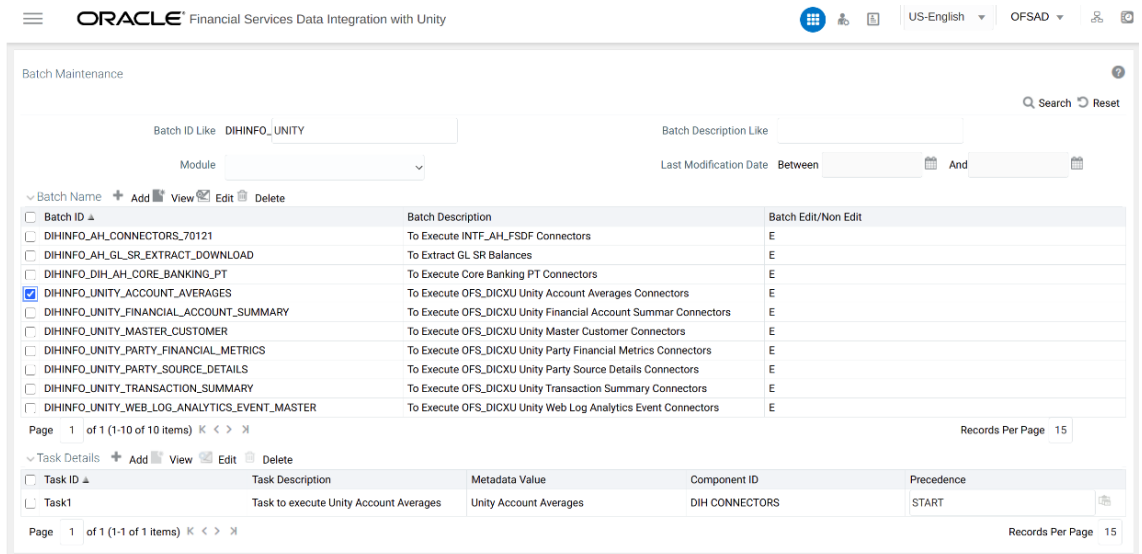 ORACLE® Financial Services Data Integration with Unity US-English OFSAD
Batch Maintenance
Search Reset
Batch ID Like DIHINFO_ UNITY Batch Description Like
Module Last Modification Date Between And
Batch Name Add View Edit Delete
Batch ID Batch Description Batch Edit/Non Edit
DIHINFO_AH_CONNECTORS_70121 To Execute INTF_AH_FSDF Connectors E
DIHINFO_AH_GL_SR_EXTRACT_DOWNLOAD To Extract GL SR Balances E
DIHINFO_DIH_AH_CORE_BANKING_PT To Execute Core Banking PT Connectors E
DIHINFO_UNITY_ACCOUNT_AVERAGES To Execute OFS_DICXU Unity Account Averages Connectors E
DIHINFO_UNITY_FINANCIAL_ACCOUNT_SUMMARY To Execute OFS_DICXU Unity Financial Account Summar Connectors E
DIHINFO_UNITY_MASTER_CUSTOMER To Execute OFS_DICXU Unity Master Customer Connectors E
DIHINFO_UNITY_PARTY_FINANCIAL_METRICS To Execute OFS_DICXU Unity Party Financial Metrics Connectors E
DIHINFO_UNITY_PARTY_SOURCE_DETAILS To Execute OFS_DICXU Unity Party Source Details Connectors E
DIHINFO_UNITY_TRANSACTION_SUMMARY To Execute OFS_DICXU Unity Transaction Summary Connectors E
DIHINFO_UNITY_WEB_LOG_ANALYTICS_EVENT_MASTER To Execute OFS_DICXU Unity Web Log Analytics Event Connectors E
Page 1 of 1 (1-10 of 10 items) Records Per Page 15
Task Details Add View Edit Delete
Task ID Task Description Metadata Value Component ID Precedence
Task1 Task to execute Unity Account Averages Unity Account Averages DIH CONNECTORS START
Page 1 of 1 (1-1 of 1 items) Records Per Page 15